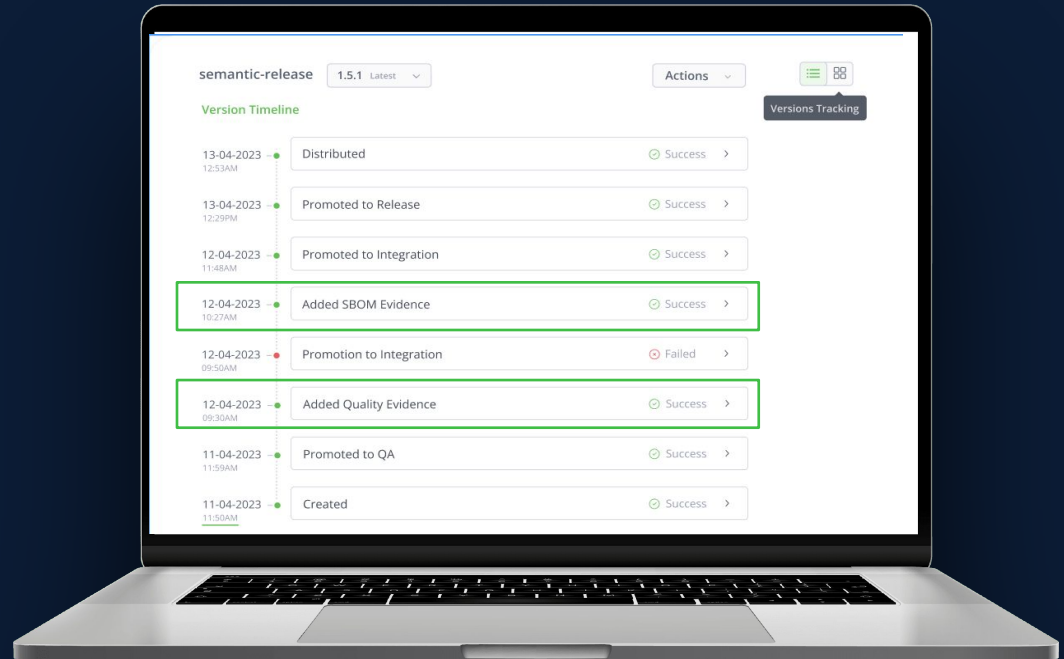 semantic-release 1.5.1 Latest Actions
Versions Tracking
Version Timeline
13-04-2023 Distributed Success
12:53AM
13-04-2023 Promoted to Release Success
12:29PM
12-04-2023 Promoted to Integration Success
11:48AM
12-04-2023 Added SBOM Evidence Success
10:27AM
12-04-2023 Promotion to Integration Failed
09:50AM
12-04-2023 Added Quality Evidence Success
09:30AM
11-04-2023 Promoted to QA Success
11:59AM
11-04-2023 Created Success
11:50AM